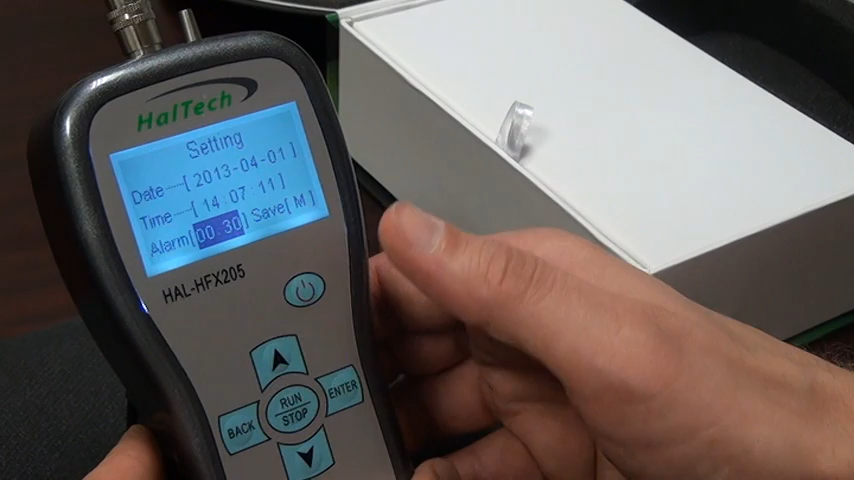 HalTech
Setting
Date----[ 2013-04-01 ]
Time----[ 14:07:11 ]
Alarm[00.30] Save[ M ]
HAL-HFX205
RUN
STOP
ENTER
BACK